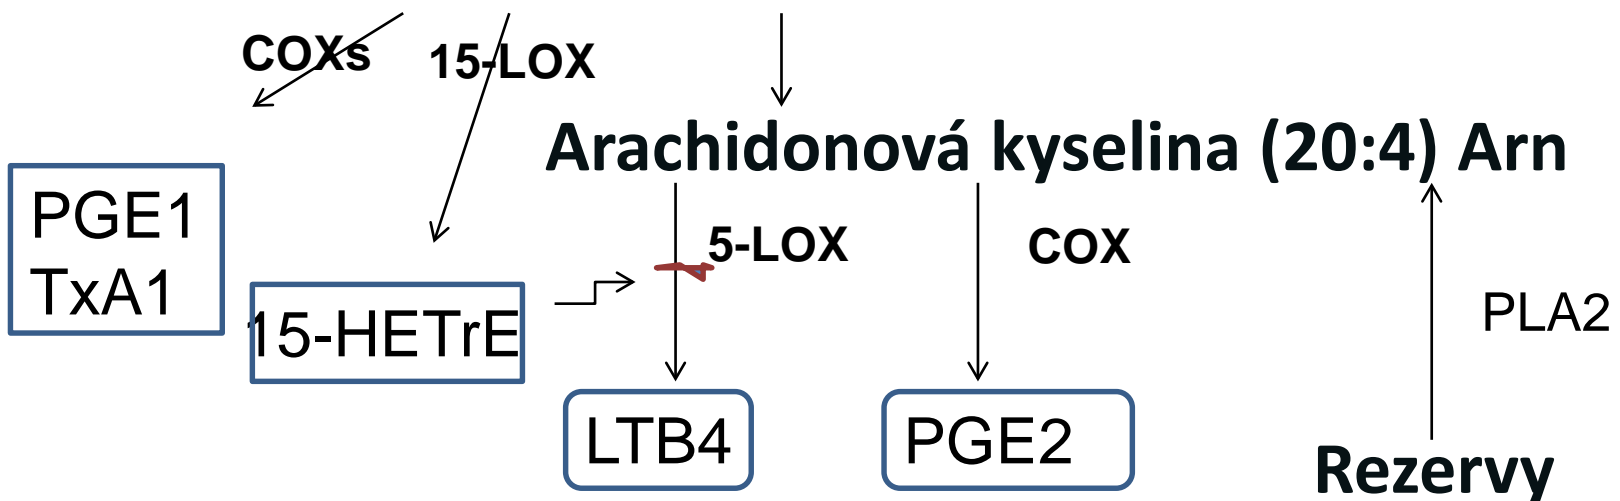 COXs
15-LOX
Arachidonová kyselina (20:4) Arn
PGE1
TxA1
5-LOX
COX
15-HETrE
PLA2
LTB4
PGE2
Rezervy